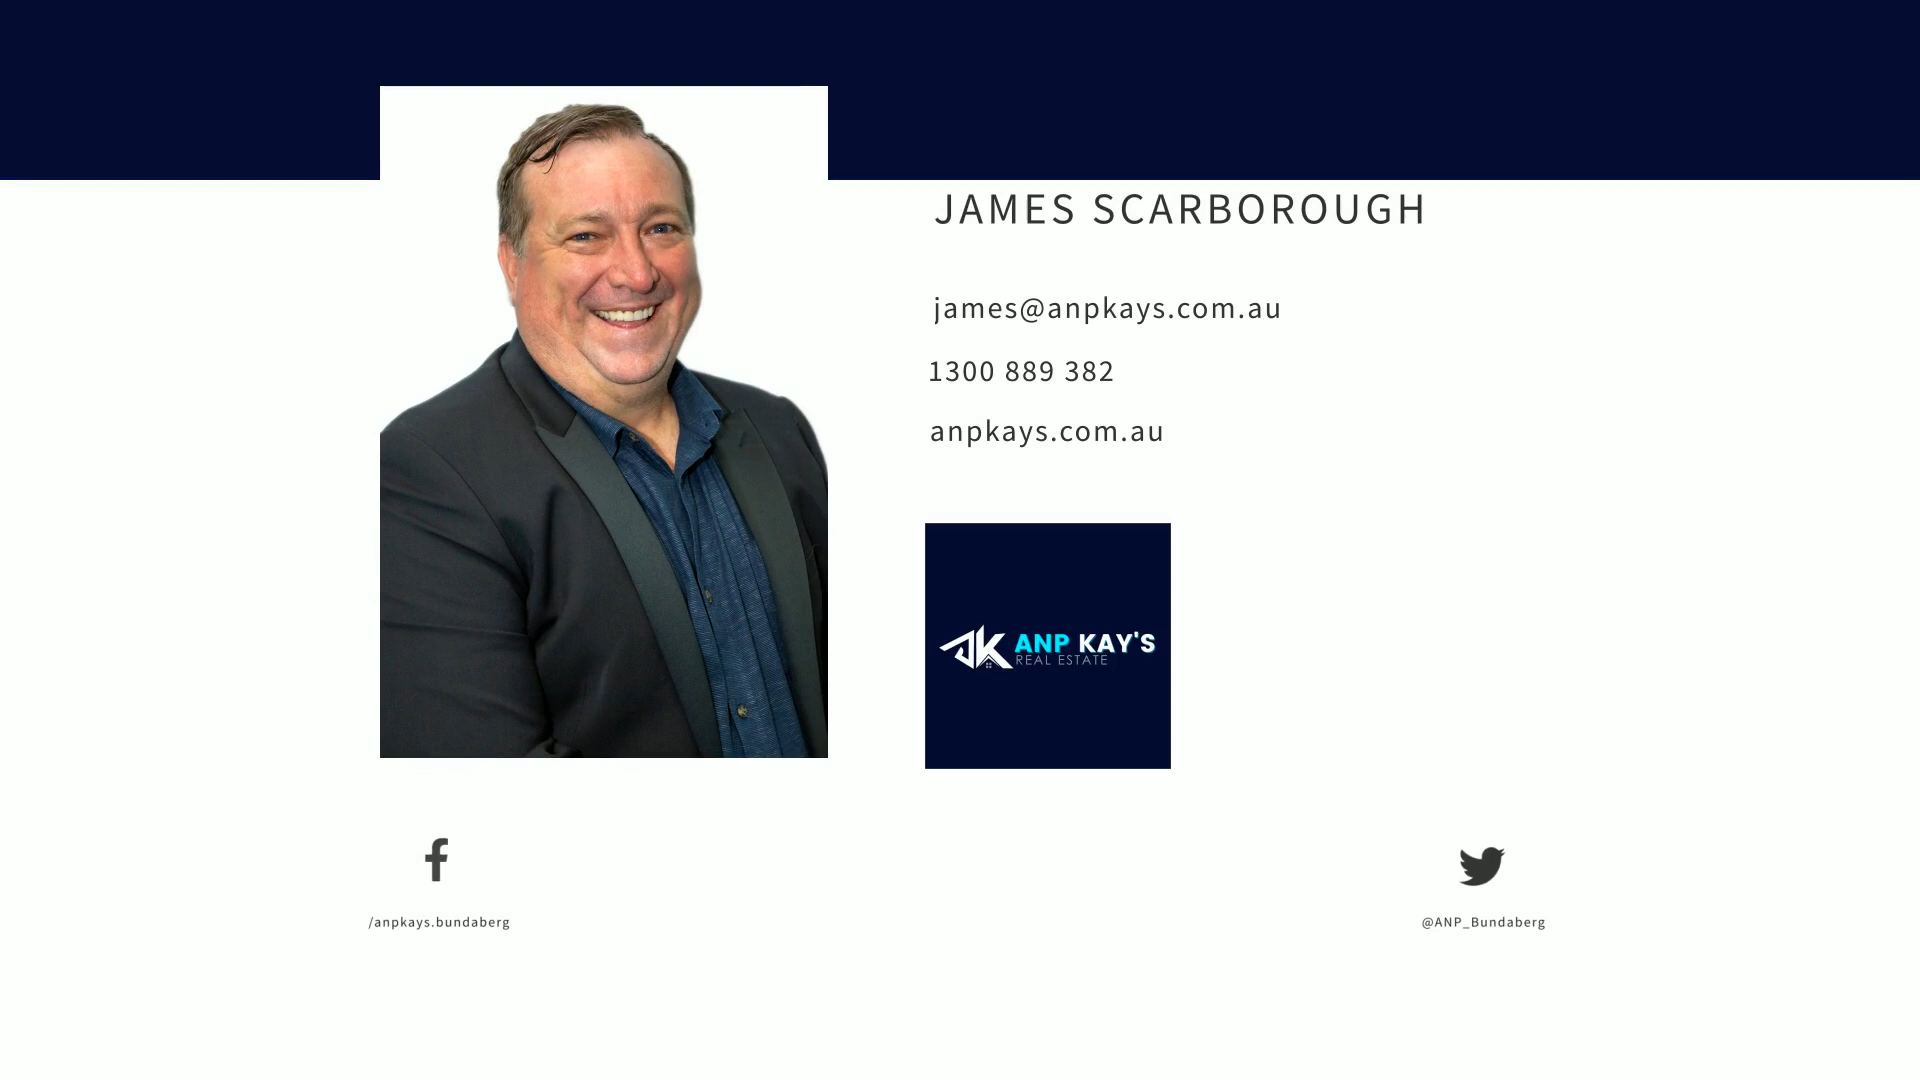 JAMES SCARBOROUGH
james@anpkays.com.au
1300 889 382
anpkays.com.au
ANP KAY'S
REAL ESTATE
/anpkays.bundaberg
@ANP_Bundaberg